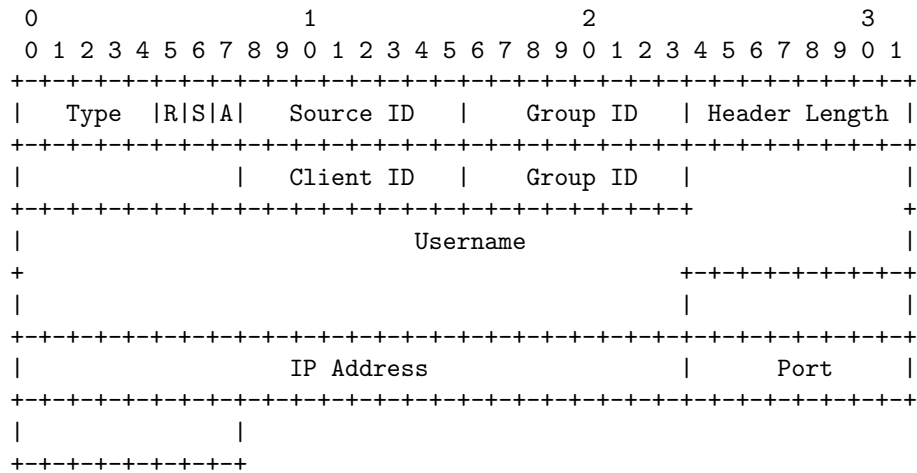 0                   1                   2                   3
 0 1 2 3 4 5 6 7 8 9 0 1 2 3 4 5 6 7 8 9 0 1 2 3 4 5 6 7 8 9 0 1
+-+-+-+-+-+-+-+-+-+-+-+-+-+-+-+-+-+-+-+-+-+-+-+-+-+-+-+-+-+-+-+-+
|   Type  |R|S|A|   Source ID   |    Group ID   | Header Length |
+-+-+-+-+-+-+-+-+-+-+-+-+-+-+-+-+-+-+-+-+-+-+-+-+-+-+-+-+-+-+-+-+
|               |   Client ID   |    Group ID   |               |
+-+-+-+-+-+-+-+-+-+-+-+-+-+-+-+-+-+-+-+-+-+-+-+-+               +
|                            Username                           |
+                                               +-+-+-+-+-+-+-+-+
|                                               |               |
+-+-+-+-+-+-+-+-+-+-+-+-+-+-+-+-+-+-+-+-+-+-+-+-+-+-+-+-+-+-+-+-+
|                   IP Address                  |      Port     |
+-+-+-+-+-+-+-+-+-+-+-+-+-+-+-+-+-+-+-+-+-+-+-+-+-+-+-+-+-+-+-+-+
|               |
+-+-+-+-+-+-+-+-+